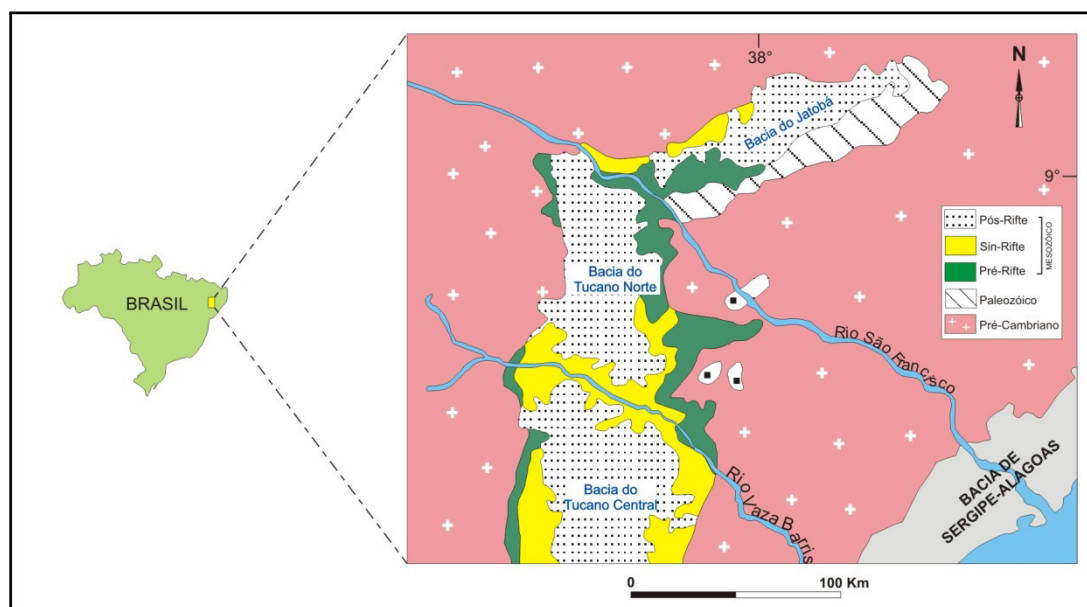 BRASIL
38°
N
9°
Bacia do Jatobá
Bacia do
Tucano Norte
Bacia do
Tucano Central
Rio São Francisco
Rio Vaza Barris
BACIA DE
SERGIPE-ALAGOAS
Pós-Rifte
Sin-Rifte
Pré-Rifte
MESOZÓICO
Paleozóico
Pré-Cambriano
0
100 Km